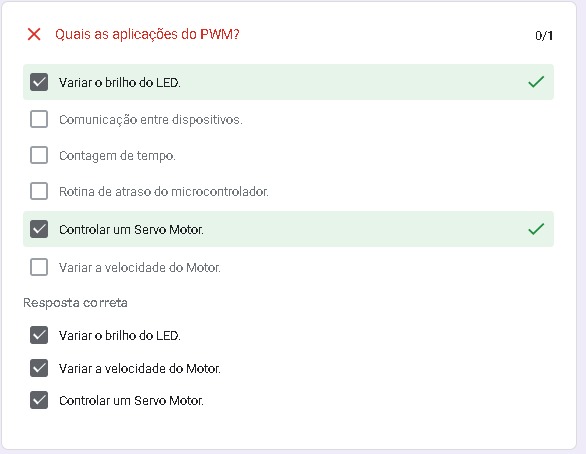 Quais as aplicações do PWM?
0/1
Variar o brilho do LED.
Comunicação entre dispositivos.
Contagem de tempo.
Rotina de atraso do microcontrolador.
Controlar um Servo Motor.
Variar a velocidade do Motor.
Resposta correta
Variar o brilho do LED.
Variar a velocidade do Motor.
Controlar um Servo Motor.